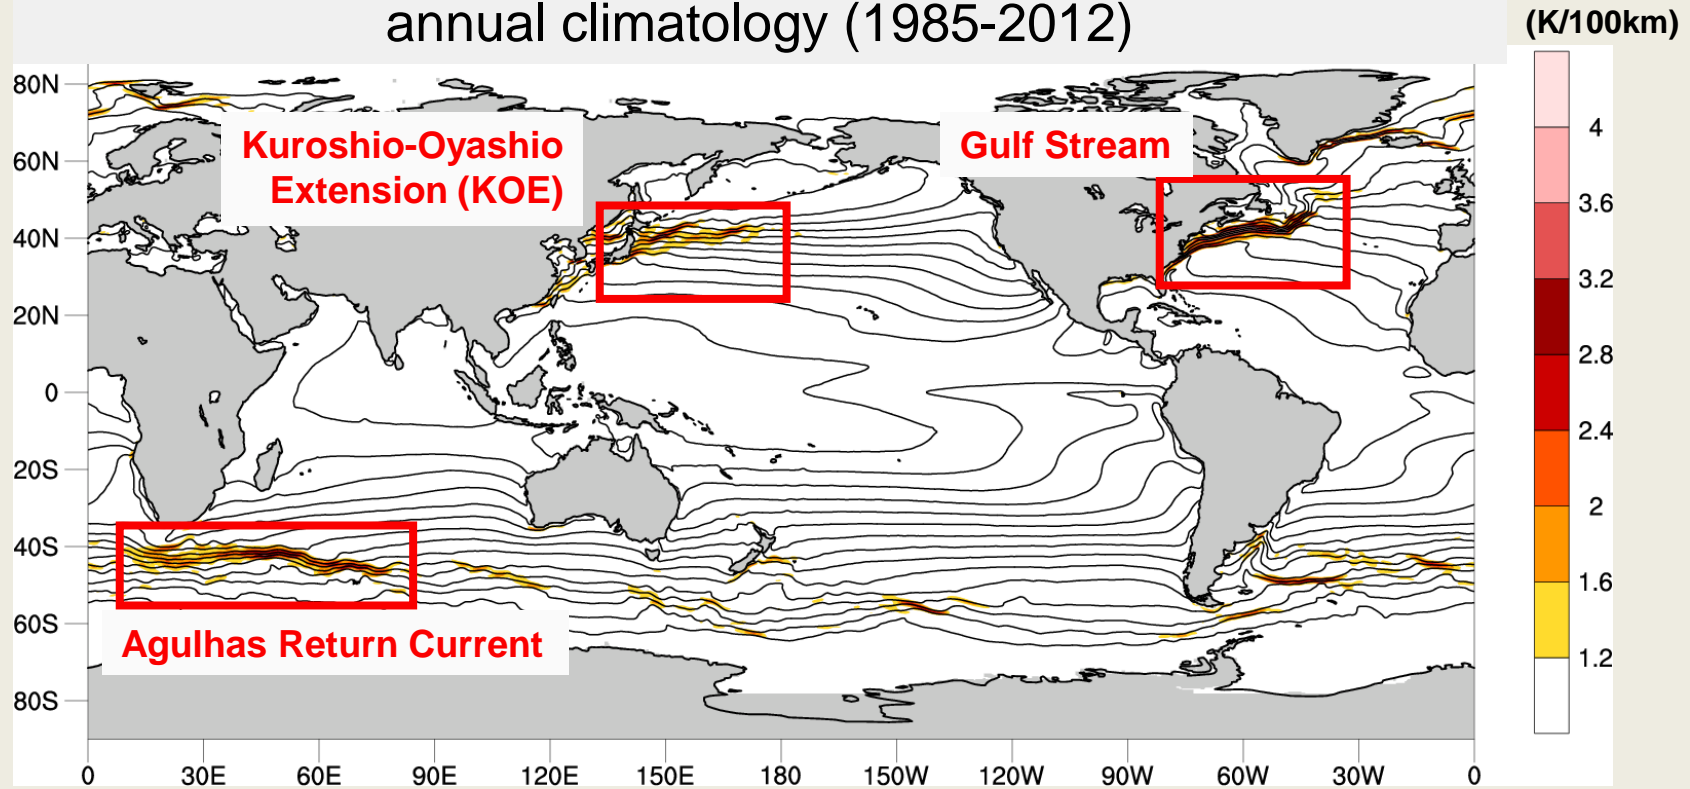 annual climatology (1985-2012)
(K/100km)
80N
60N
40N
20N
0
20S
40S
60S
80S
Kuroshio-Oyashio
Extension (KOE)
Gulf Stream
Agulhas Return Current
4
3.6
3.2
2.8
2.4
2
1.6
1.2
0 30E 60E 90E 120E 150E 180 150W 120W 90W 60W 30W 0